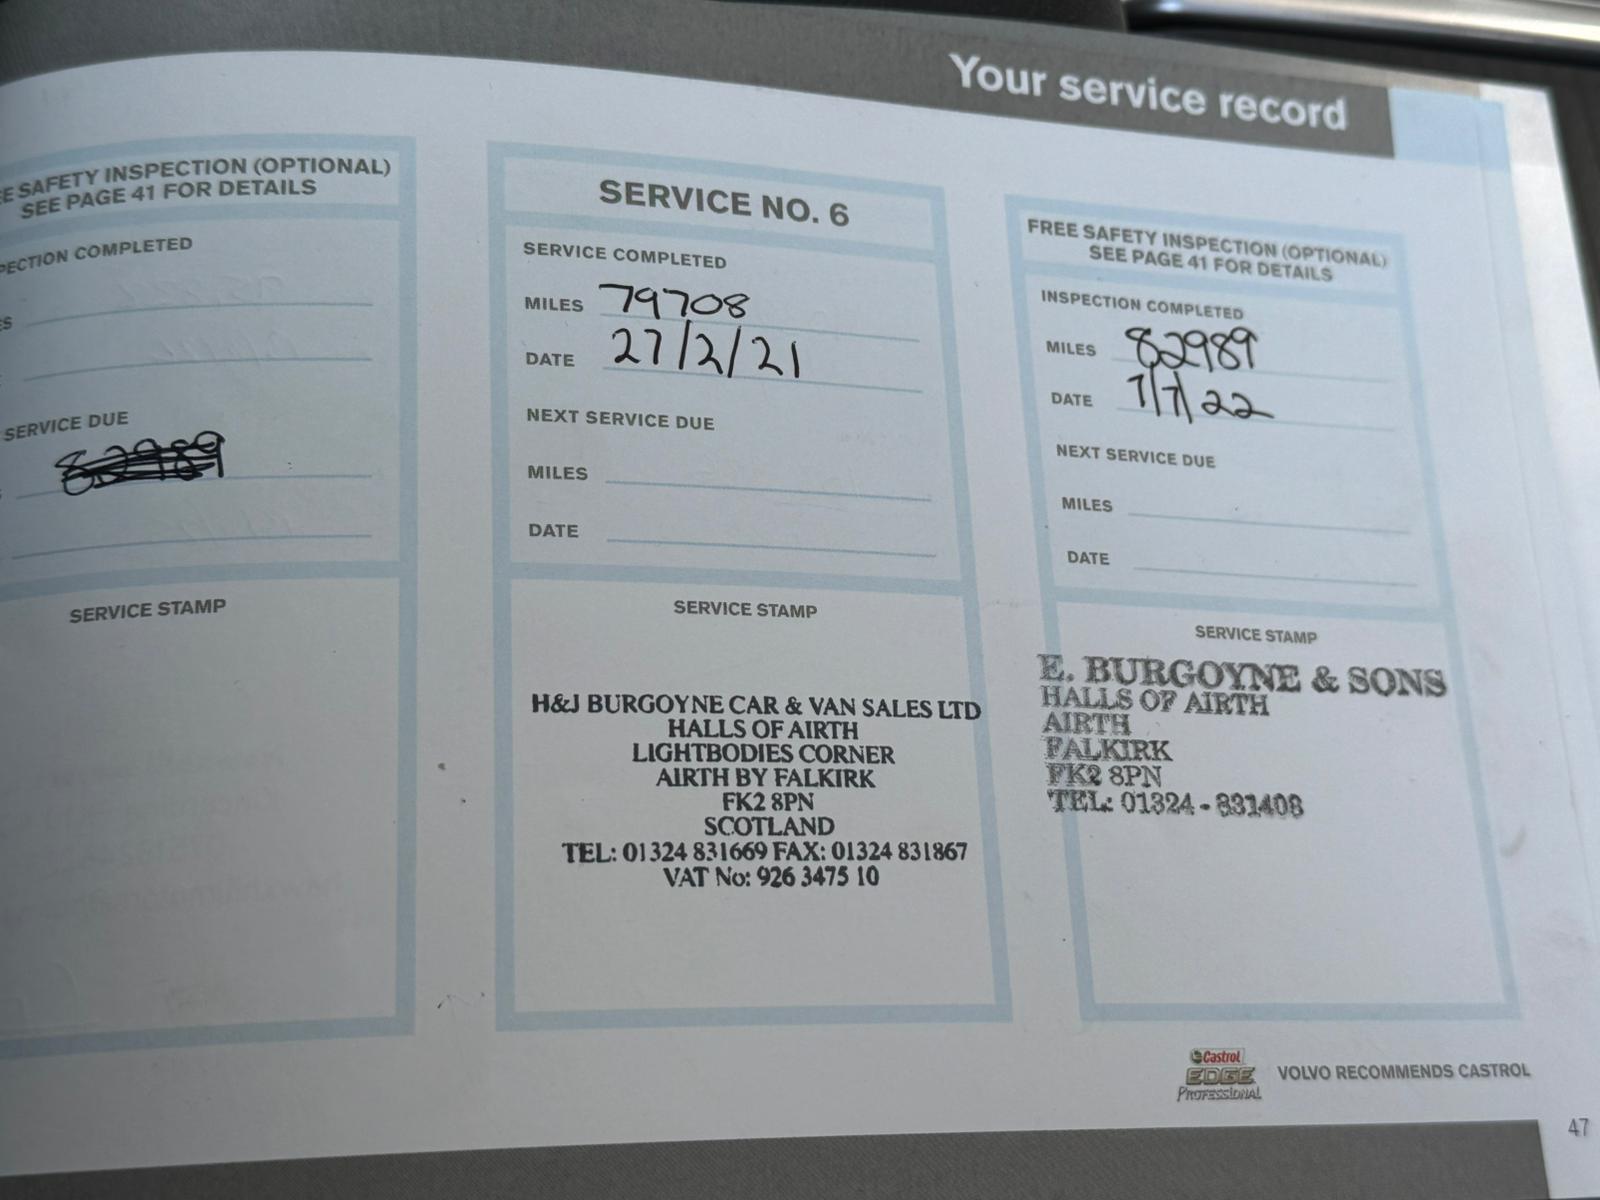 Your service record
E SAFETY INSPECTION (OPTIONAL)
SEE PAGE 41 FOR DETAILS
PECTION COMPLETED
S
SERVICE DUE
82989
SERVICE STAMP
SERVICE NO. 6
SERVICE COMPLETED
MILES 79708
DATE 27/2/21
NEXT SERVICE DUE
MILES
DATE
SERVICE STAMP
H&J BURGOYNE CAR & VAN SALES LTD
HALLS OF AIRTH
LIGHTBODIES CORNER
AIRTH BY FALKIRK
FK2 8PN
SCOTLAND
TEL: 01324 831669 FAX: 01324 831867
VAT No: 926 3475 10
FREE SAFETY INSPECTION (OPTIONAL)
SEE PAGE 41 FOR DETAILS
INSPECTION COMPLETED
MILES 82989
DATE 7/7/22
NEXT SERVICE DUE
MILES
DATE
SERVICE STAMP
E. BURGOYNE & SONS
HALLS OF AIRTH
AIRTH
FALKIRK
FK2 8PN
TEL: 01324 - 831408
Castrol
EDGE
PROFESSIONAL
VOLVO RECOMMENDS CASTROL
47